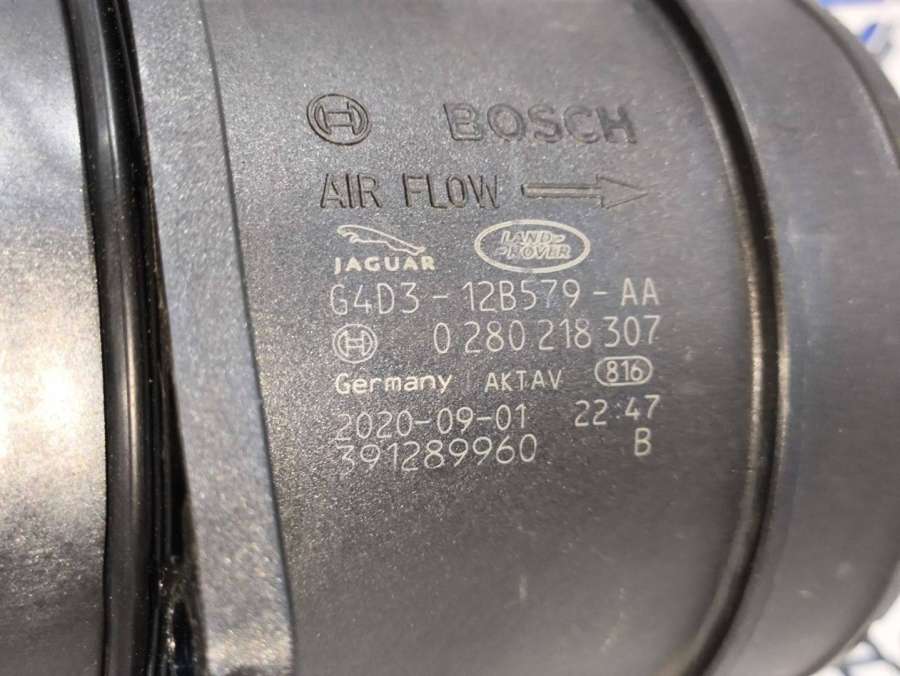 BOSCH
AIR FLOW
JAGUAR LAND ROVER
G4D3-12B579-AA
0 280 218 307
Germany AKTAV 816
2020-09-01 22:47
391289960 B